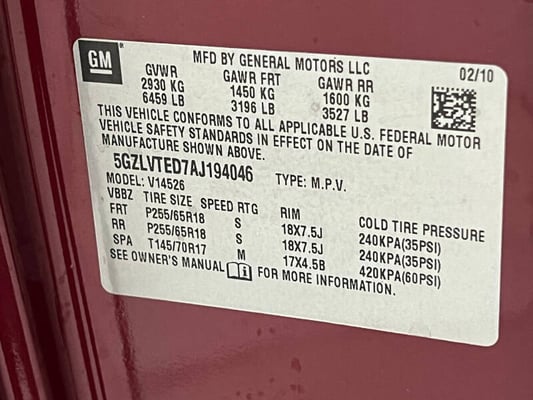 GM ®
MFD BY GENERAL MOTORS LLC
02/10
GVWR GAWR FRT GAWR RR
2930 KG 1450 KG 1600 KG
6459 LB 3196 LB 3527 LB
THIS VEHICLE CONFORMS TO ALL APPLICABLE U.S. FEDERAL MOTOR
VEHICLE SAFETY STANDARDS IN EFFECT ON THE DATE OF
MANUFACTURE SHOWN ABOVE.
5GZLVTED7AJ194046 TYPE: M.P.V.
MODEL: V14526
VBBZ TIRE SIZE SPEED RTG RIM COLD TIRE PRESSURE
FRT P255/65R18 S 18X7.5J 240KPA(35PSI)
RR P255/65R18 S 18X7.5J 240KPA(35PSI)
SPA T145/70R17 M 17X4.5B 420KPA(60PSI)
SEE OWNER'S MANUAL i FOR MORE INFORMATION.